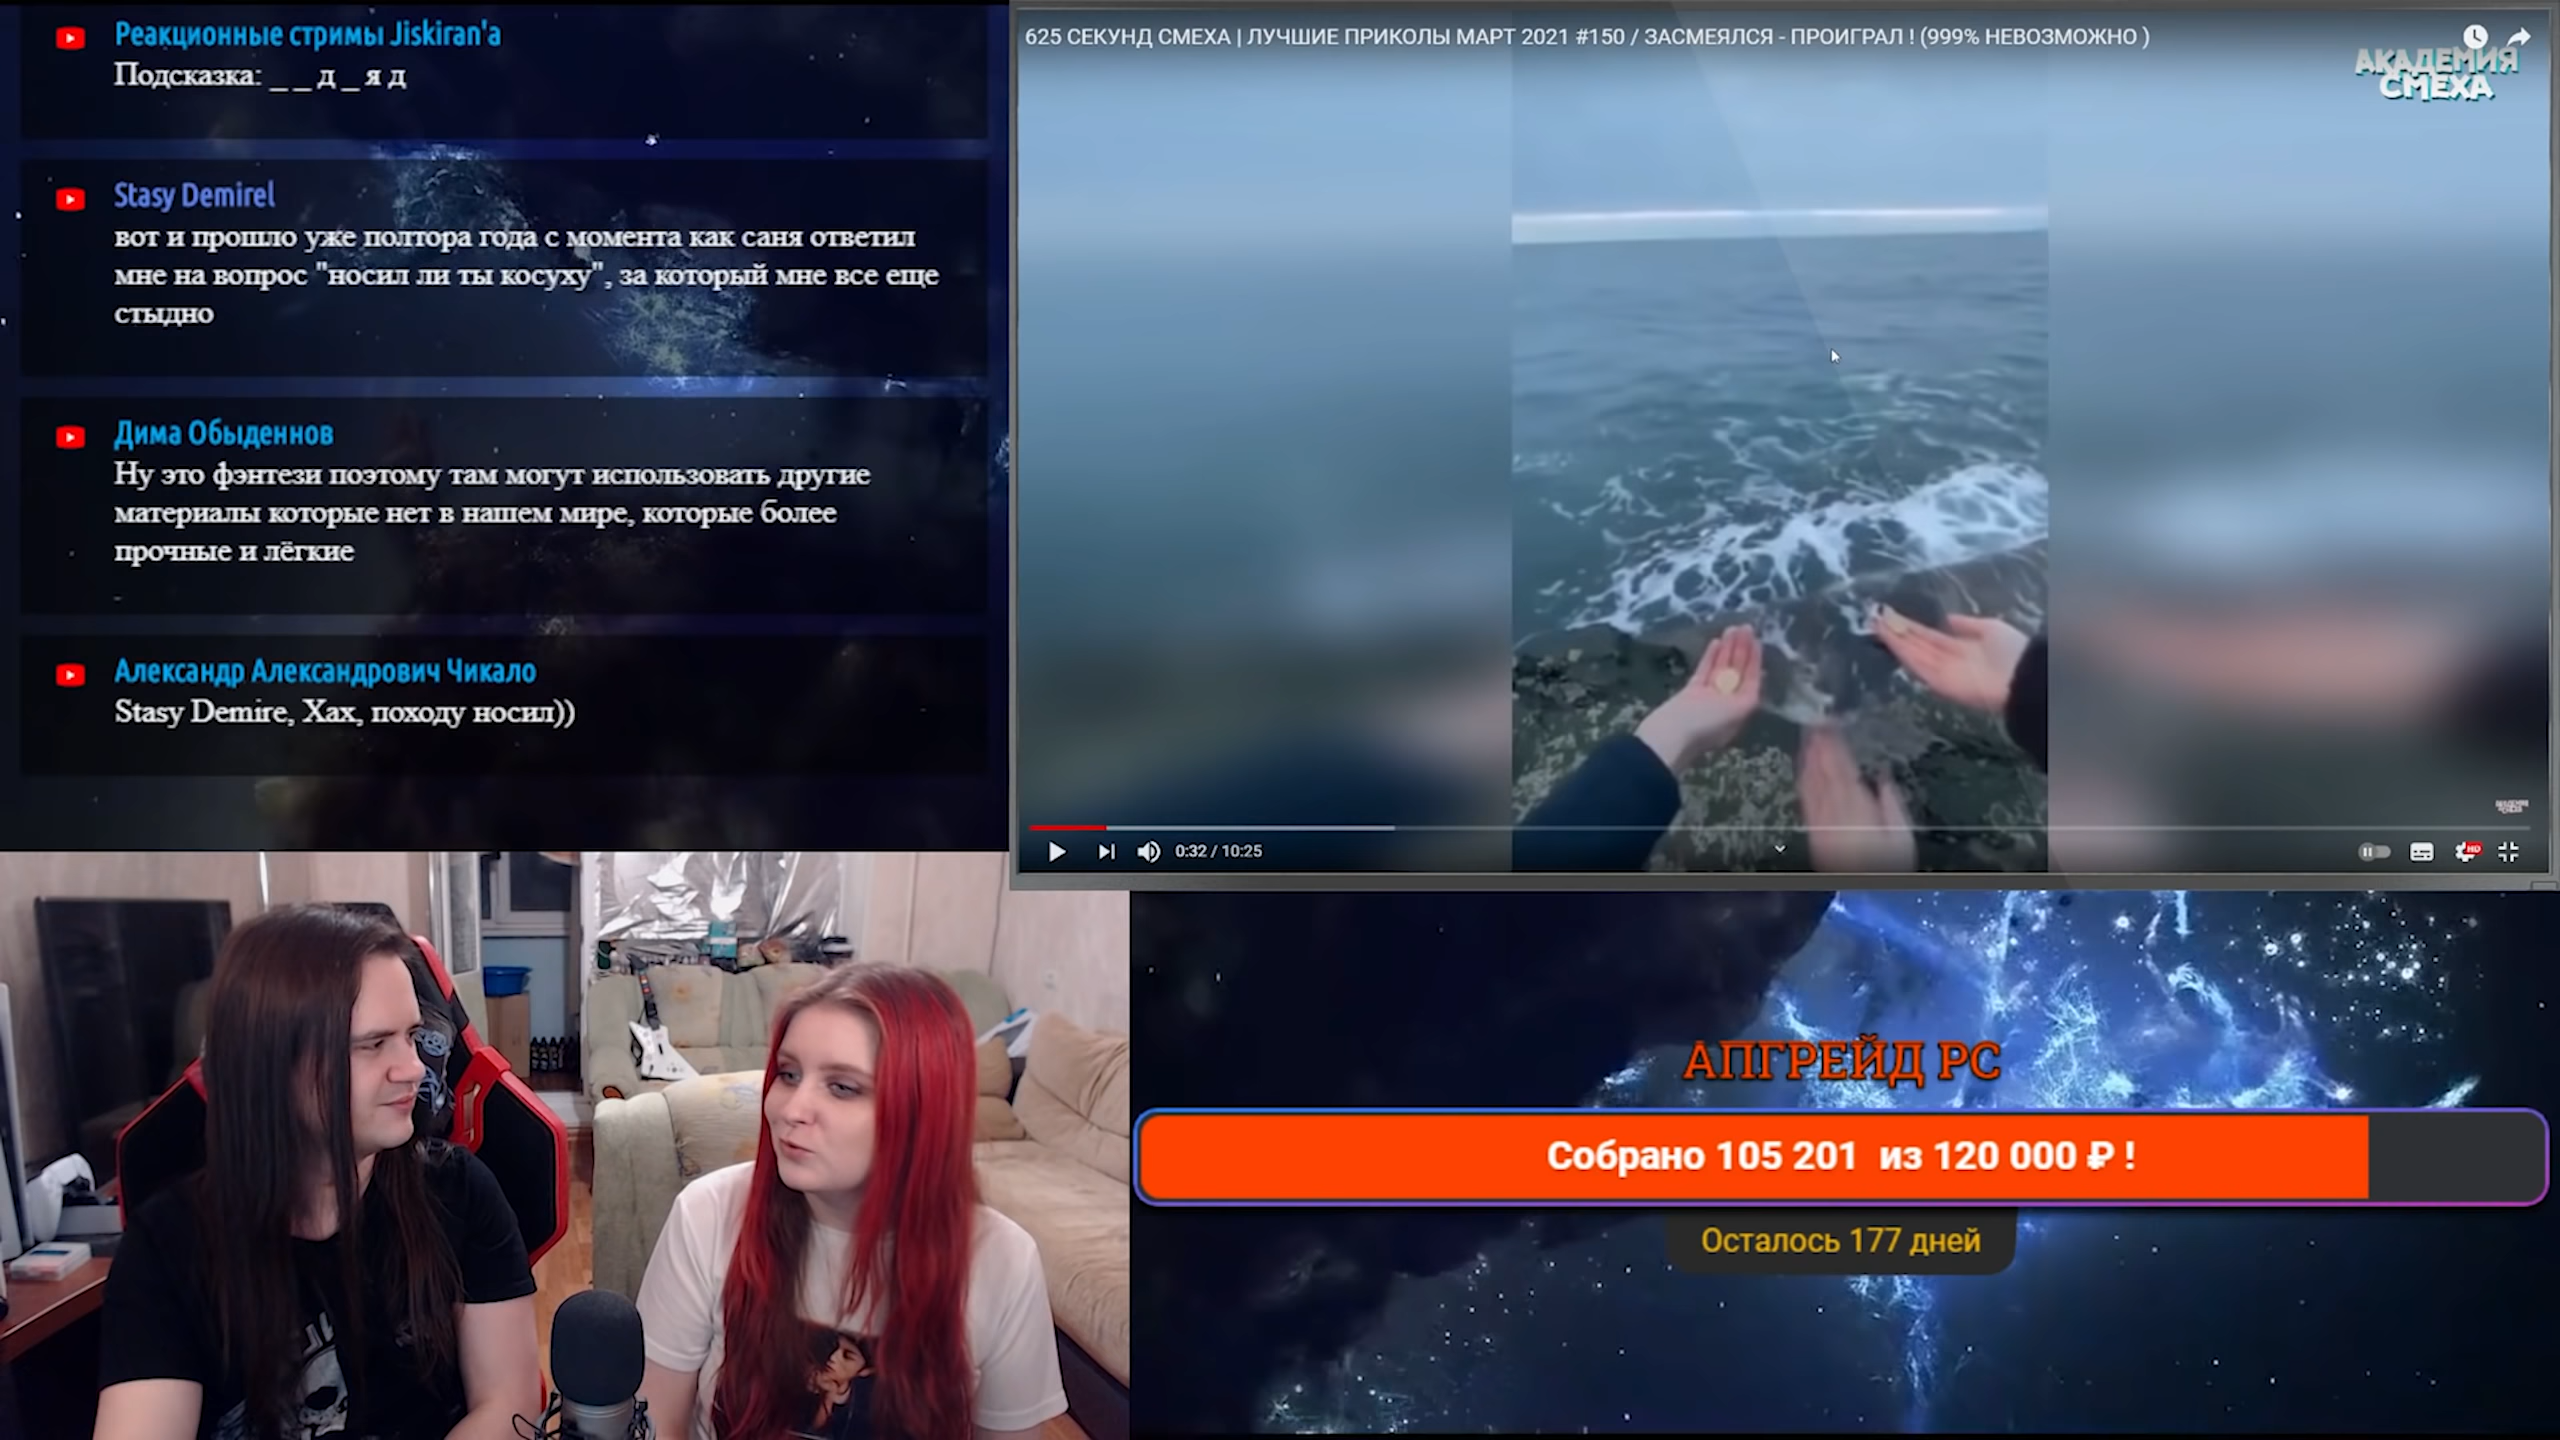 Реакционные стримы Jiskiran'а
Подсказка: _ _ д _ я д
Stasy Demirel
вот и прошло уже полтора года с момента как саня ответил
мне на вопрос "носил ли ты косуху", за который мне все еще
стыдно
Дима Обыденнов
Ну это фэнтези поэтому там могут использовать другие
материалы которые нет в нашем мире, которые более
прочные и лёгкие
Александр Александрович Чикало
Stasy Demire, Хах, походу носил))
625 СЕКУНД СМЕХА | ЛУЧШИЕ ПРИКОЛЫ МАРТ 2021 #150 / ЗАСМЕЯЛСЯ - ПРОИГРАЛ ! (999% НЕВОЗМОЖНО )
АКАДЕМИЯ
СМЕХА
0:32 / 10:25
HD
АПГРЕЙД PC
Собрано 105 201 из 120 000 ₽ !
Осталось 177 дней